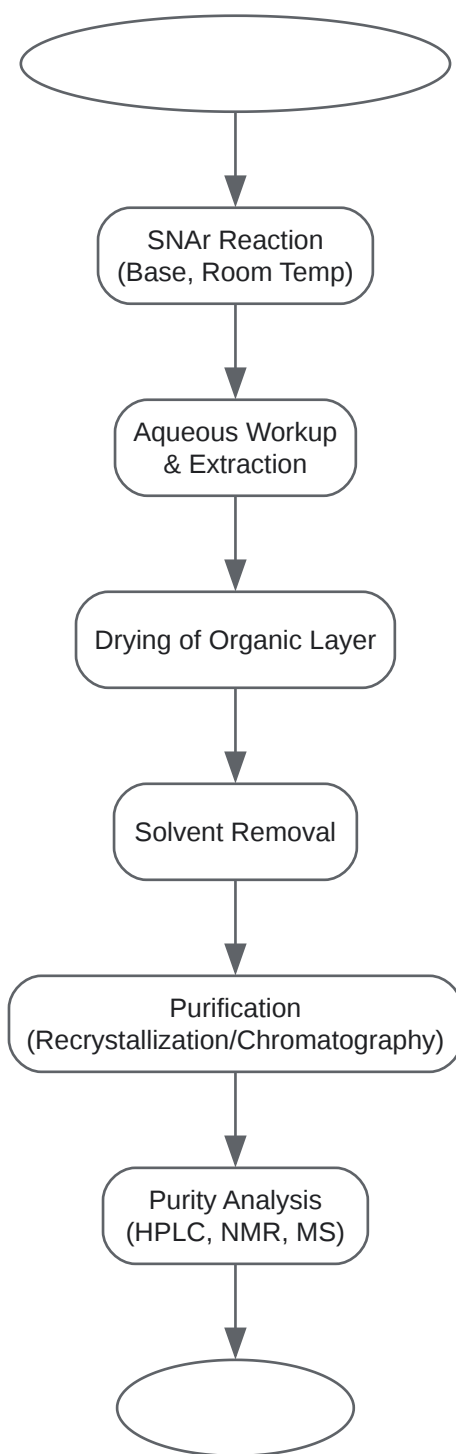 SNAr Reaction
(Base, Room Temp)
Aqueous Workup
& Extraction
Drying of Organic Layer
Solvent Removal
Purification
(Recrystallization/Chromatography)
Purity Analysis
(HPLC, NMR, MS)